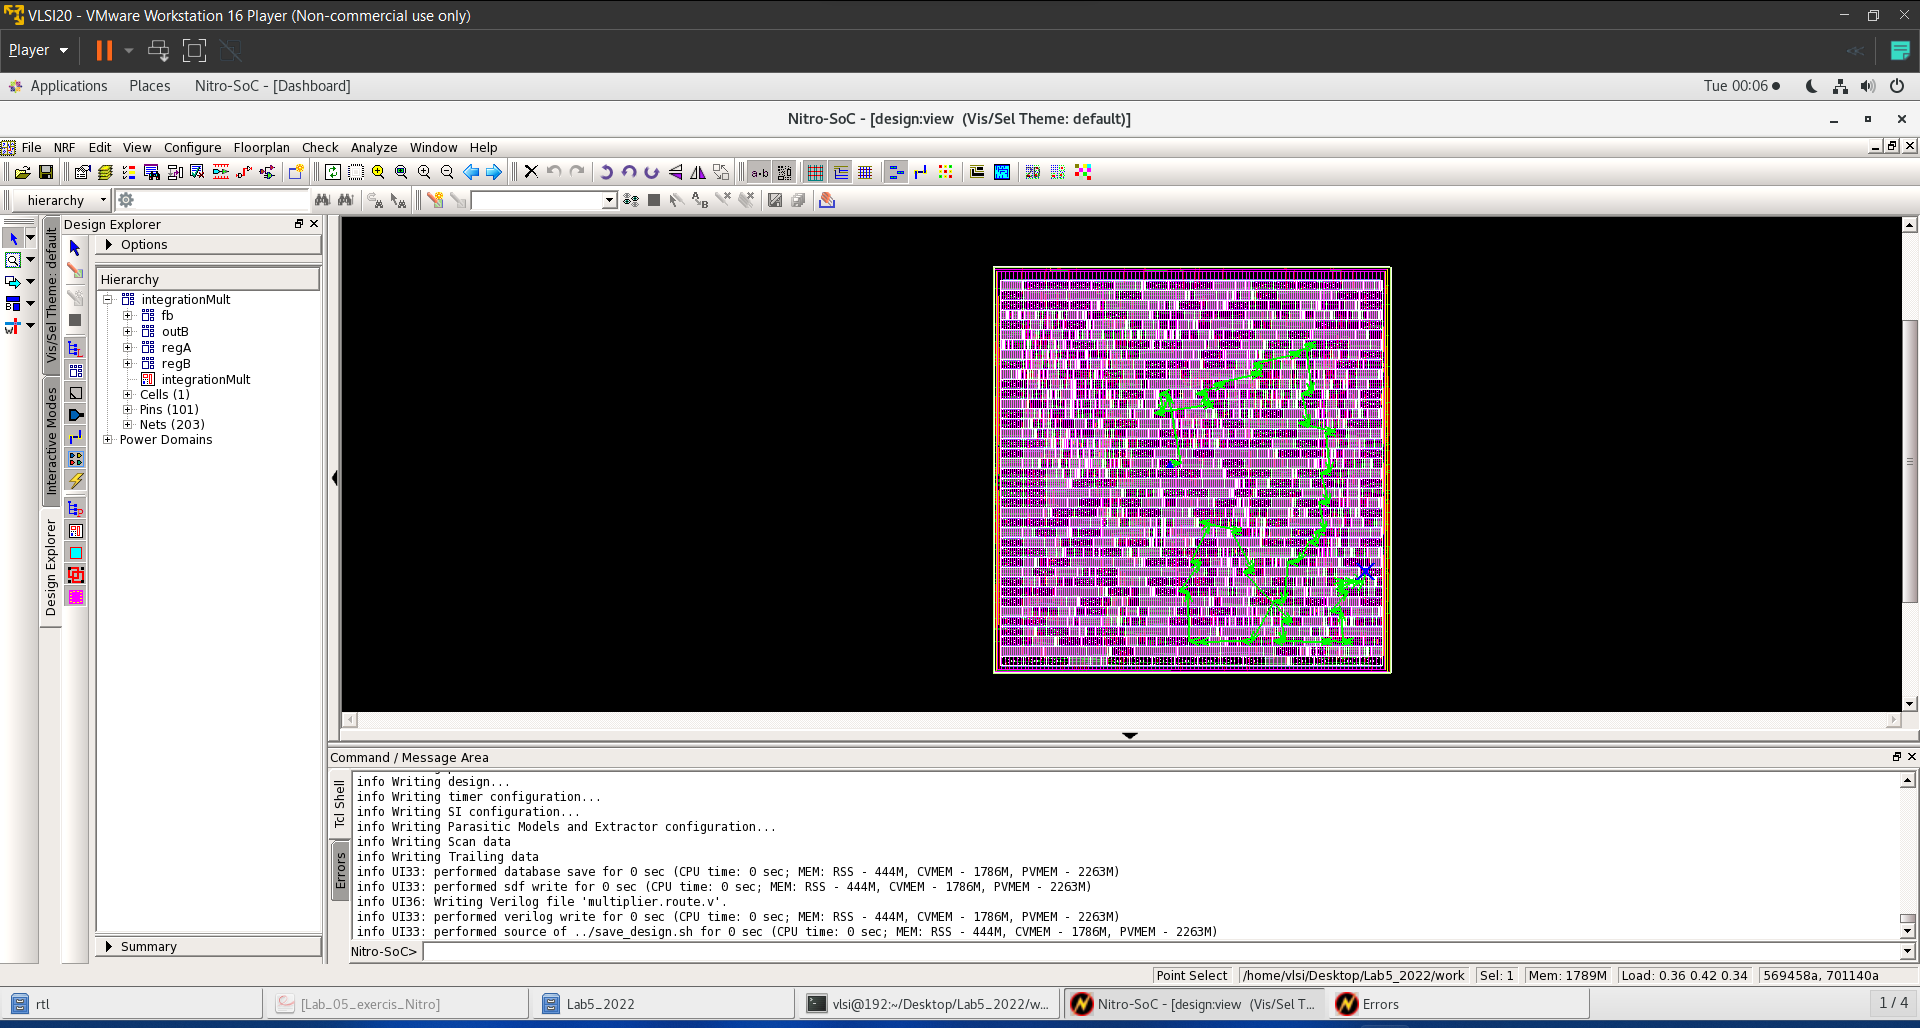 VLSI20 - VMware Workstation 16 Player (Non-commercial use only)
Player
Applications Places Nitro-SoC - [Dashboard] Tue 00:06
Nitro-SoC - [design:view (Vis/Sel Theme: default)]
File NRF Edit View Configure Floorplan Check Analyze Window Help
hierarchy
Design Explorer
Options
Hierarchy
integrationMult
fb
outB
regA
regB
integrationMult
Cells (1)
Pins (101)
Nets (203)
Power Domains
Summary
Vis/Sel Theme: default
Interactive Modes
Design Explorer
Command / Message Area
Tcl Shell
Errors
info Writing design...
info Writing timer configuration...
info Writing SI configuration...
info Writing Parasitic Models and Extractor configuration...
info Writing Scan data
info Writing Trailing data
info UI33: performed database save for 0 sec (CPU time: 0 sec; MEM: RSS - 444M, CVMEM - 1786M, PVMEM - 2263M)
info UI33: performed sdf write for 0 sec (CPU time: 0 sec; MEM: RSS - 444M, CVMEM - 1786M, PVMEM - 2263M)
info UI36: Writing Verilog file 'multiplier.route.v'.
info UI33: performed verilog write for 0 sec (CPU time: 0 sec; MEM: RSS - 444M, CVMEM - 1786M, PVMEM - 2263M)
info UI33: performed source of ../save_design.sh for 0 sec (CPU time: 0 sec; MEM: RSS - 444M, CVMEM - 1786M, PVMEM - 2263M)
Nitro-SoC>
Point Select /home/vlsi/Desktop/Lab5_2022/work Sel: 1 Mem: 1789M Load: 0.36 0.42 0.34 569458a, 701140a
rtl [Lab_05_exercis_Nitro] Lab5_2022 vlsi@192:~/Desktop/Lab5_2022/w... Nitro-SoC - [design:view (Vis/Sel T... Errors 1 / 4